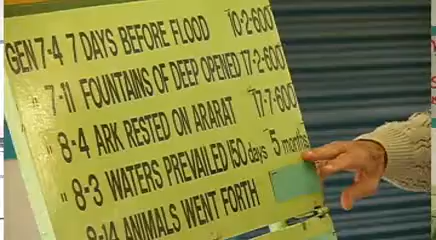 GEN 7-4 7 DAYS BEFORE FLOOD 10-2-600
" 7-11 FOUNTAINS OF DEEP OPENED 17-2-600
" 8-4 ARK RESTED ON ARARAT 17-7-600
" 8-3 WATERS PREVAILED 150 days 5 months
8-14 ANIMALS WENT FORTH